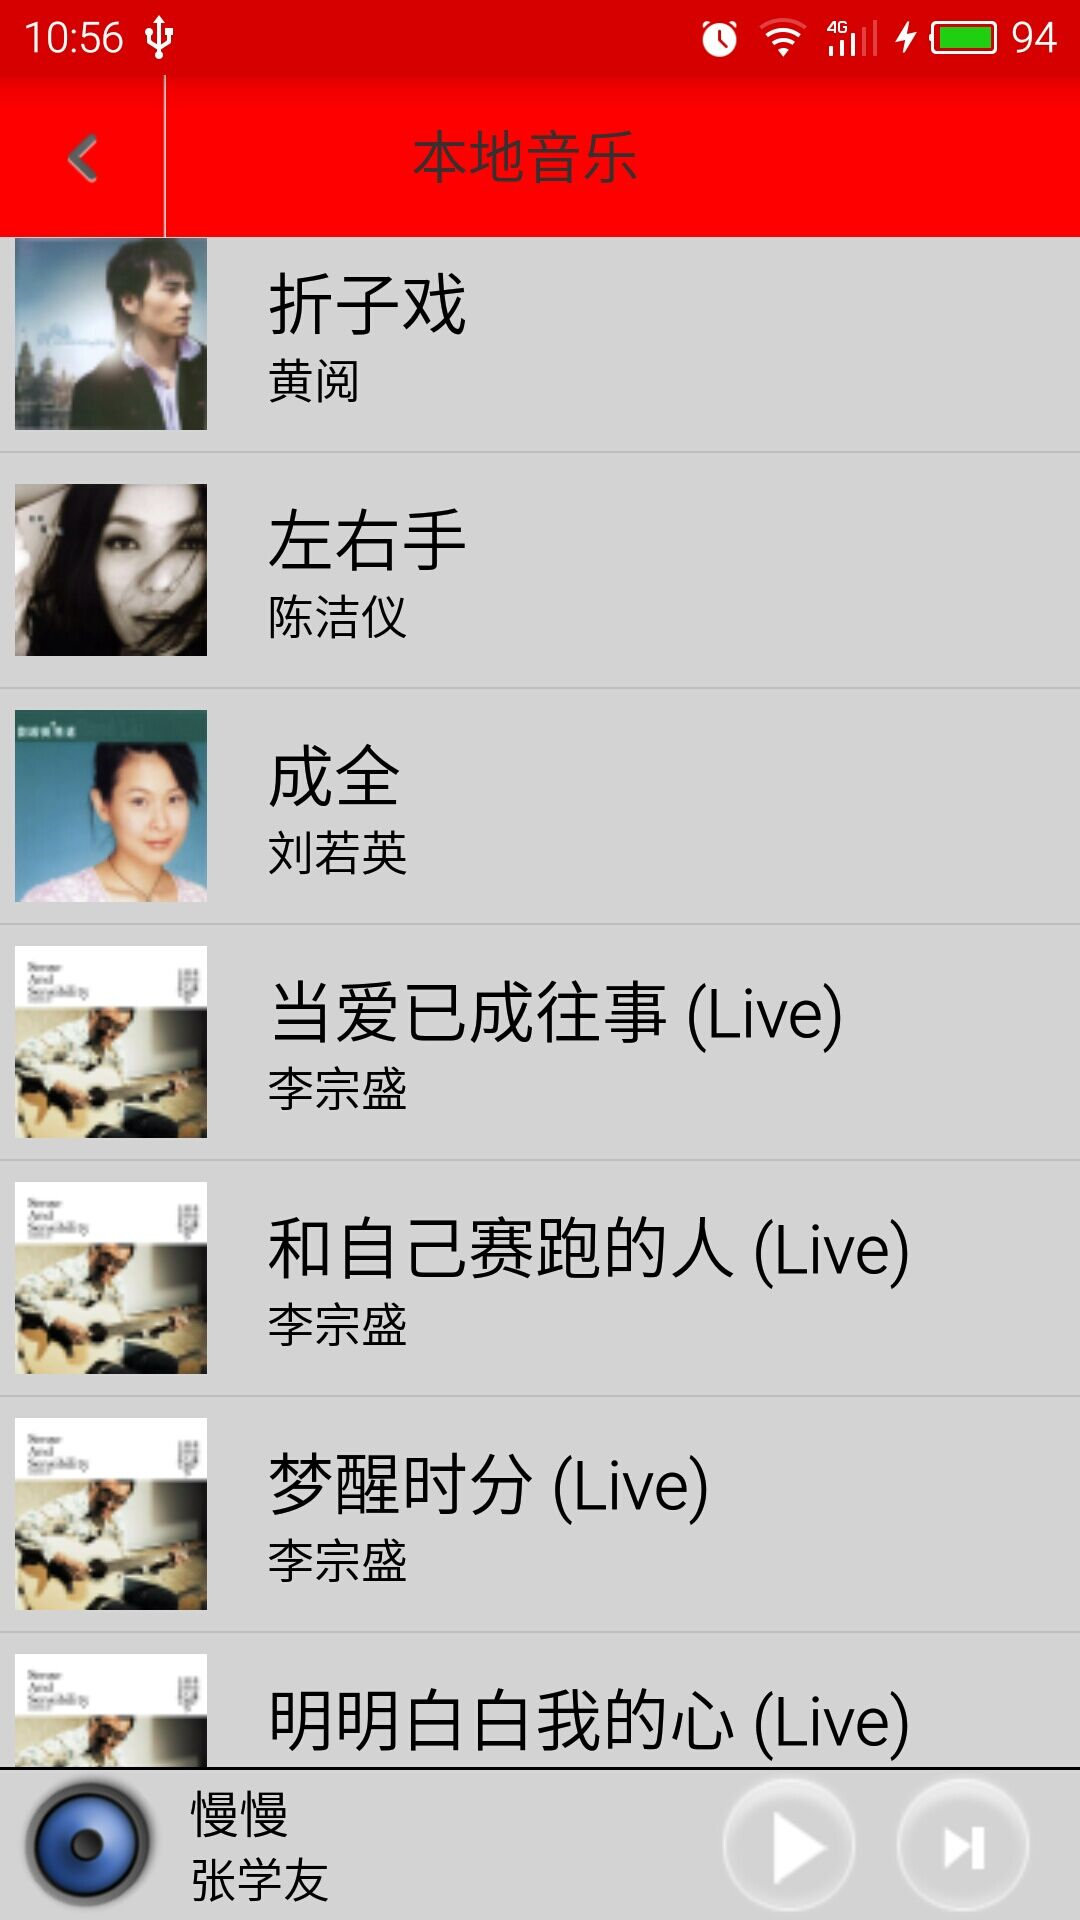 10:56
4G
94
本地音乐
折子戏
黄阅
左右手
陈洁仪
成全
刘若英
当爱已成往事 (Live)
李宗盛
和自己赛跑的人 (Live)
李宗盛
梦醒时分 (Live)
李宗盛
明明白白我的心 (Live)
慢慢
张学友